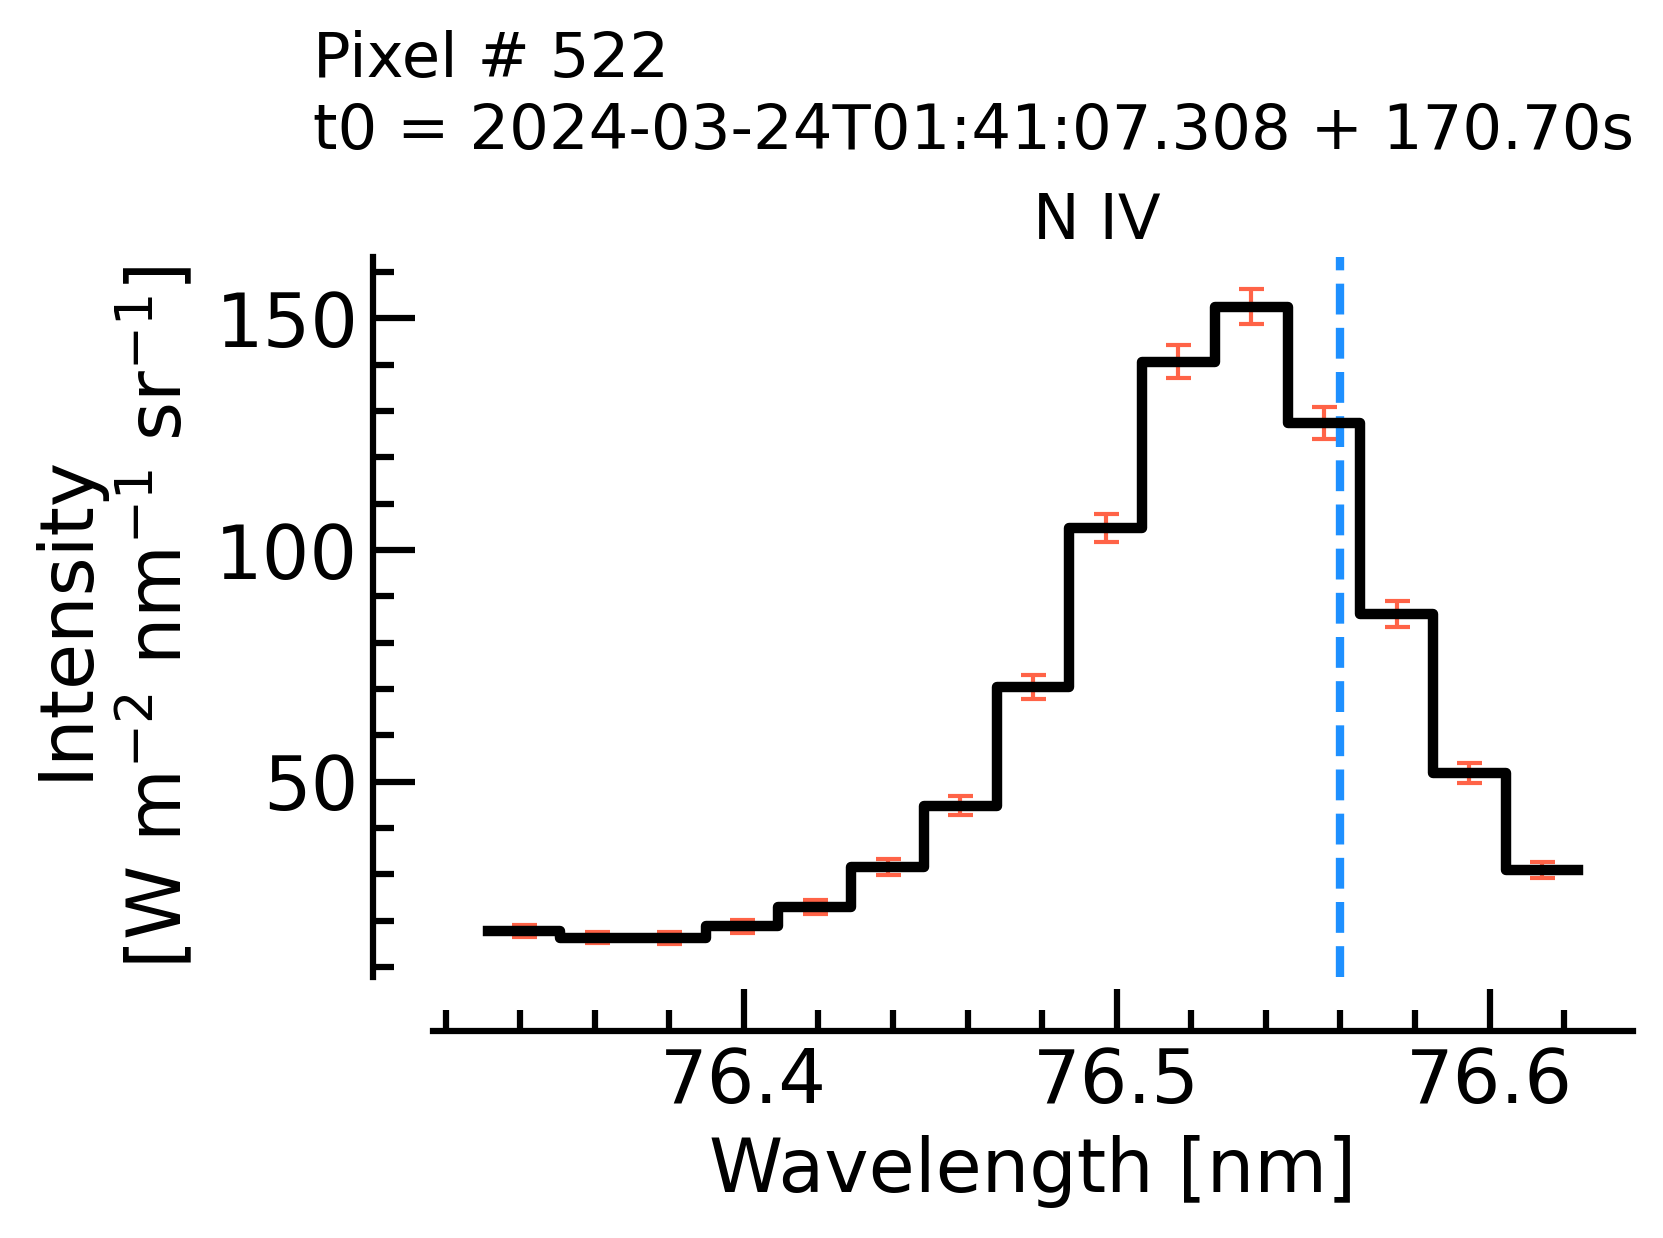 Pixel # 522
t0 = 2024-03-24T01:41:07.308 + 170.70s
N IV
Intensity
[W m⁻² nm⁻¹ sr⁻¹]
150
100
50
76.4 76.5 76.6
Wavelength [nm]